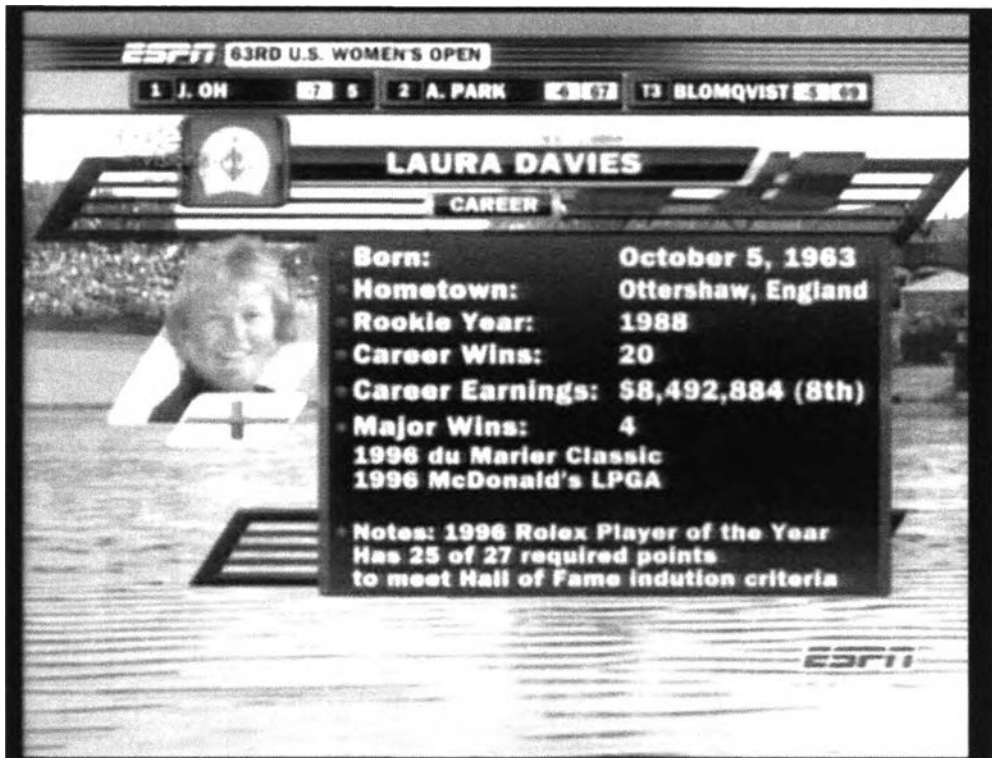 ESPN 63RD U.S. WOMEN'S OPEN
1 J. OH -7 5 2 A. PARK -6 67 T3 BLOMQVIST -5 69
LAURA DAVIES
CAREER
Born: October 5, 1963
Hometown: Ottershaw, England
Rookie Year: 1988
Career Wins: 20
Career Earnings: $8,492,884 (8th)
Major Wins: 4
1996 du Marier Classic
1996 McDonald's LPGA
Notes: 1996 Rolex Player of the Year
Has 25 of 27 required points
to meet Hall of Fame indution criteria
ESPN